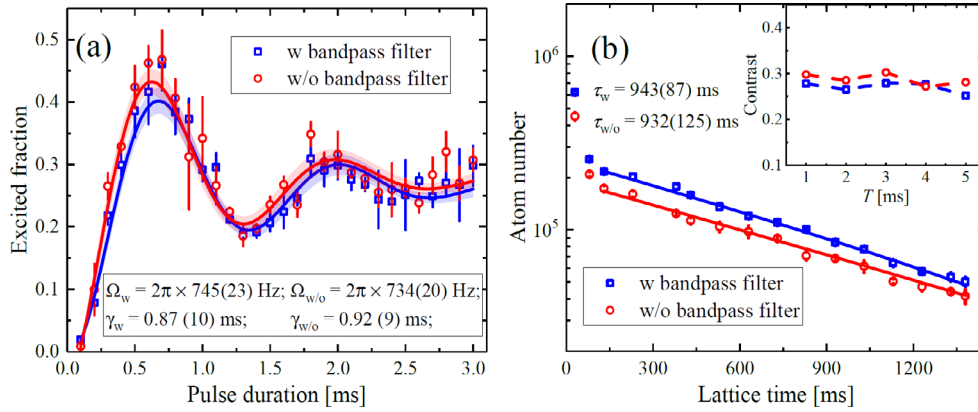 (a)
w bandpass filter
w/o bandpass filter
Ω_w = 2π × 745(23) Hz; Ω_w/o = 2π × 734(20) Hz;
γ_w = 0.87 (10) ms; γ_w/o = 0.92 (9) ms;
Excited fraction
0.5
0.4
0.3
0.2
0.1
0.0
0.0 0.5 1.0 1.5 2.0 2.5 3.0
Pulse duration [ms]
(b)
τ_w = 943(87) ms
τ_w/o = 932(125) ms
w bandpass filter
w/o bandpass filter
Atom number
10⁶
10⁵
0 300 600 900 1200
Lattice time [ms]
Contrast
0.4
0.3
0.2
0.1
1 2 3 4 5
T [ms]